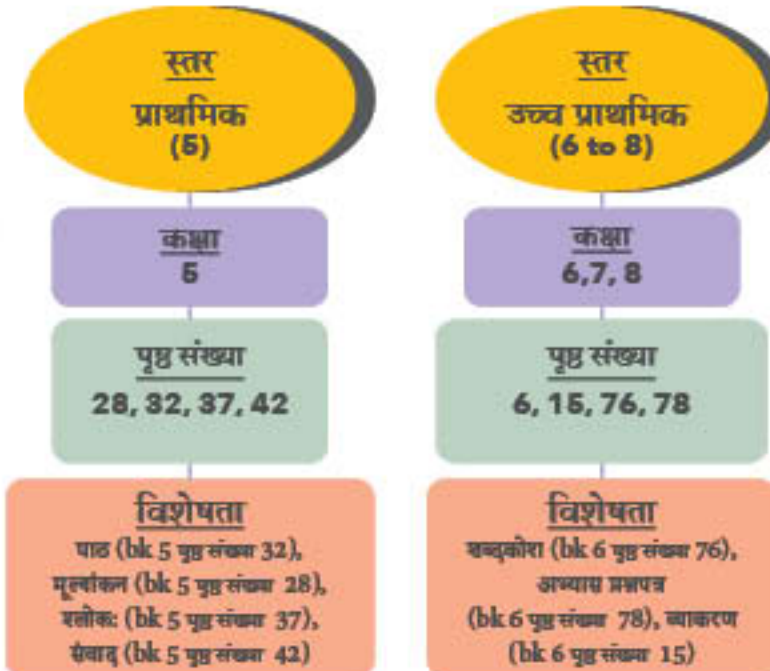 स्तर
प्राथमिक
(5)
कक्षा
5
पृष्ठ संख्या
28, 32, 37, 42
विशेषता
पाठ (bk 5 पृष्ठ संख्या 32),
मूल्यांकन (bk 5 पृष्ठ संख्या 28),
श्लोक: (bk 5 पृष्ठ संख्या 37),
संवाद (bk 5 पृष्ठ संख्या 42)
स्तर
उच्च प्राथमिक
(6 to 8)
कक्षा
6,7, 8
पृष्ठ संख्या
6, 15, 76, 78
विशेषता
शब्दकोश (bk 6 पृष्ठ संख्या 76),
अभ्यास प्रश्नपत्र
(bk 6 पृष्ठ संख्या 78), व्याकरण
(bk 6 पृष्ठ संख्या 15)